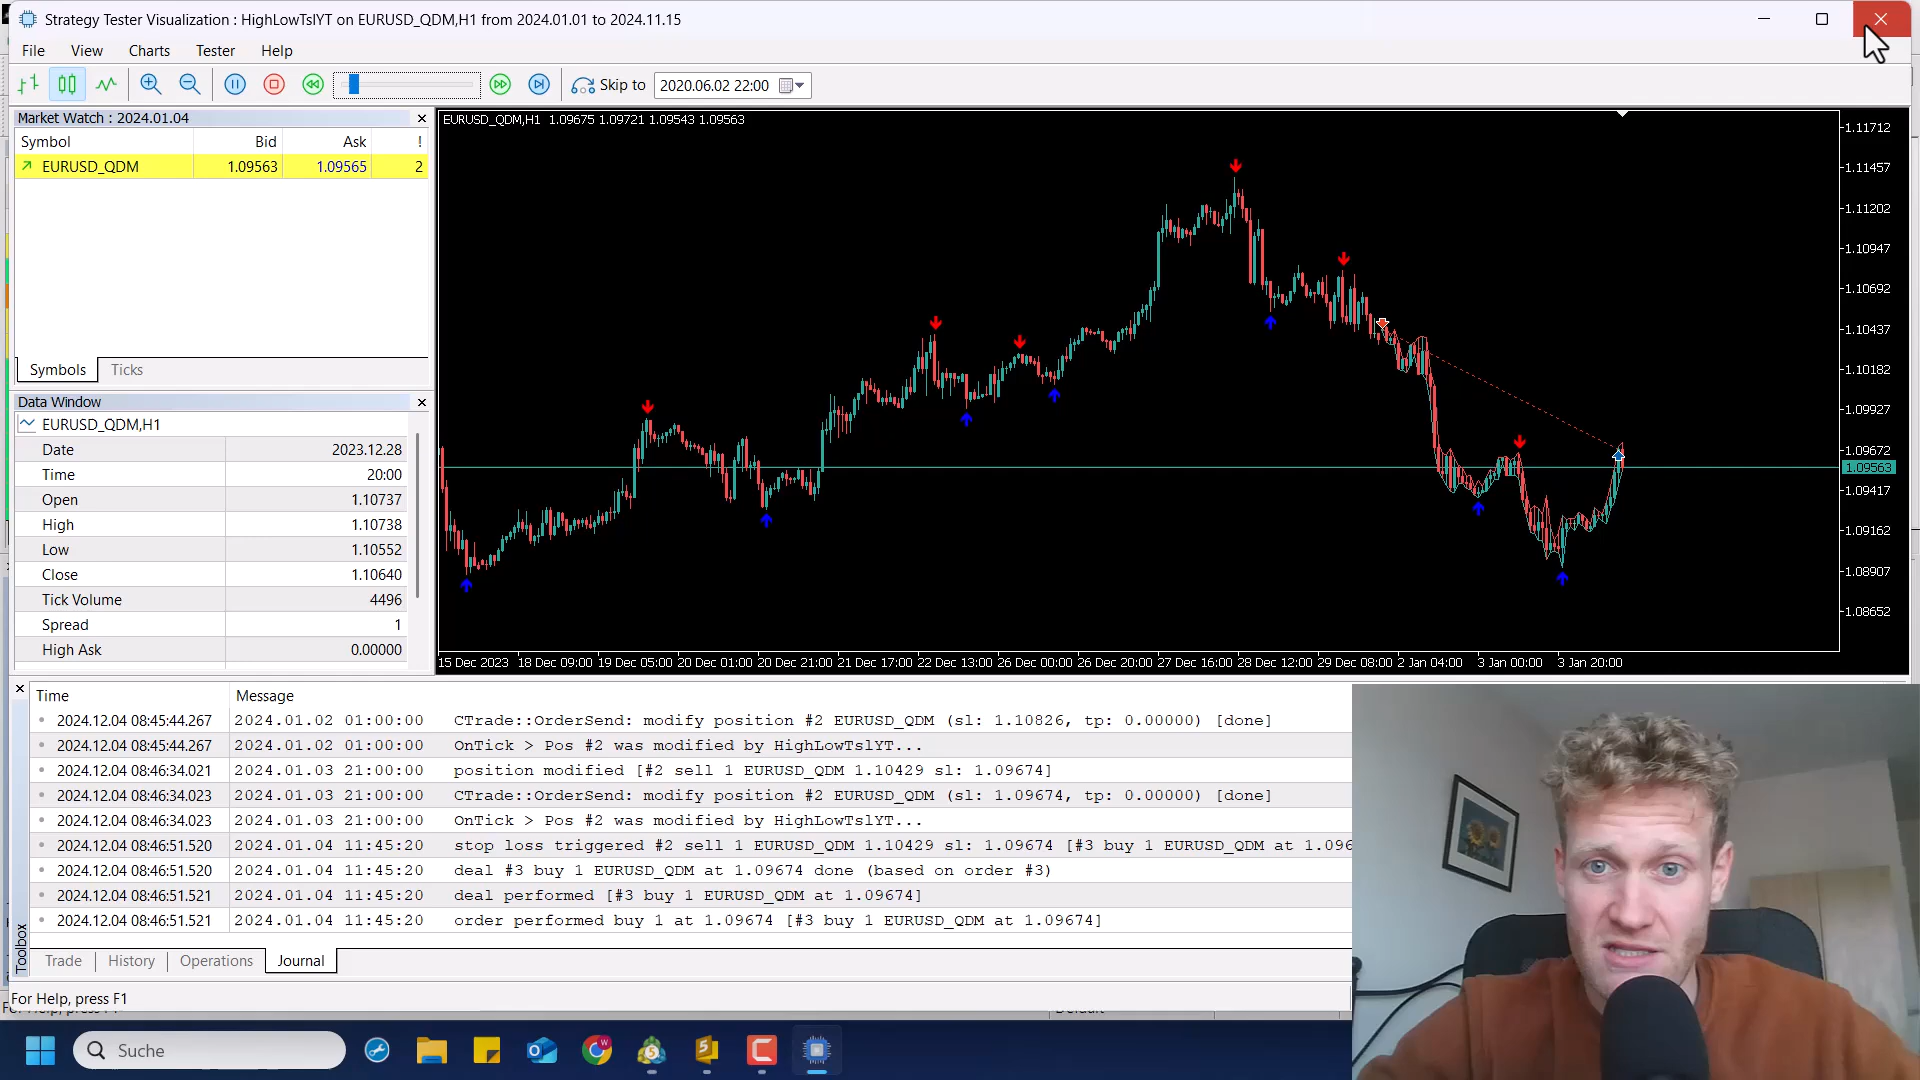 Strategy Tester Visualization : HighLowTslYT on EURUSD_QDM,H1 from 2024.01.01 to 2024.11.15
File View Charts Tester Help
Skip to 2020.06.02 22:00
Market Watch : 2024.01.04
Symbol Bid Ask !
EURUSD_QDM 1.09563 1.09565 2
Symbols Ticks
Data Window
EURUSD_QDM,H1
Date 2023.12.28
Time 20:00
Open 1.10737
High 1.10738
Low 1.10552
Close 1.10640
Tick Volume 4496
Spread 1
High Ask 0.00000
EURUSD_QDM,H1 1.09675 1.09721 1.09543 1.09563
1.11712
1.11457
1.11202
1.10947
1.10692
1.10437
1.10182
1.09927
1.09672
1.09563
1.09417
1.09162
1.08907
1.08652
15 Dec 2023 18 Dec 09:00 19 Dec 05:00 20 Dec 01:00 20 Dec 21:00 21 Dec 17:00 22 Dec 13:00 26 Dec 00:00 26 Dec 20:00 27 Dec 16:00 28 Dec 12:00 29 Dec 08:00 2 Jan 04:00 3 Jan 00:00 3 Jan 20:00
Time Message
2024.12.04 08:45:44.267 2024.01.02 01:00:00 CTrade::OrderSend: modify position #2 EURUSD_QDM (sl: 1.10826, tp: 0.00000) [done]
2024.12.04 08:45:44.267 2024.01.02 01:00:00 OnTick > Pos #2 was modified by HighLowTslYT...
2024.12.04 08:46:34.021 2024.01.03 21:00:00 position modified [#2 sell 1 EURUSD_QDM 1.10429 sl: 1.09674]
2024.12.04 08:46:34.023 2024.01.03 21:00:00 CTrade::OrderSend: modify position #2 EURUSD_QDM (sl: 1.09674, tp: 0.00000) [done]
2024.12.04 08:46:34.023 2024.01.03 21:00:00 OnTick > Pos #2 was modified by HighLowTslYT...
2024.12.04 08:46:51.520 2024.01.04 11:45:20 stop loss triggered #2 sell 1 EURUSD_QDM 1.10429 sl: 1.09674 [#3 buy 1 EURUSD_QDM at 1.096
2024.12.04 08:46:51.520 2024.01.04 11:45:20 deal #3 buy 1 EURUSD_QDM at 1.09674 done (based on order #3)
2024.12.04 08:46:51.521 2024.01.04 11:45:20 deal performed [#3 buy 1 EURUSD_QDM at 1.09674]
2024.12.04 08:46:51.521 2024.01.04 11:45:20 order performed buy 1 at 1.09674 [#3 buy 1 EURUSD_QDM at 1.09674]
Toolbox
Trade History Operations Journal
For Help, press F1
Suche